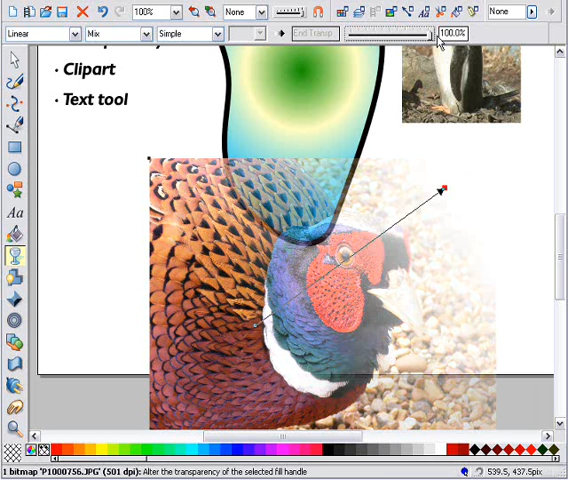 100%
None
None
Linear
Mix
Simple
End Transp
100.0%
· Clipart
· Text tool
Aa
1 bitmap 'P1000756.JPG' (501 dpi): Alter the transparency of the selected fill handle
539.5, 437.5pix